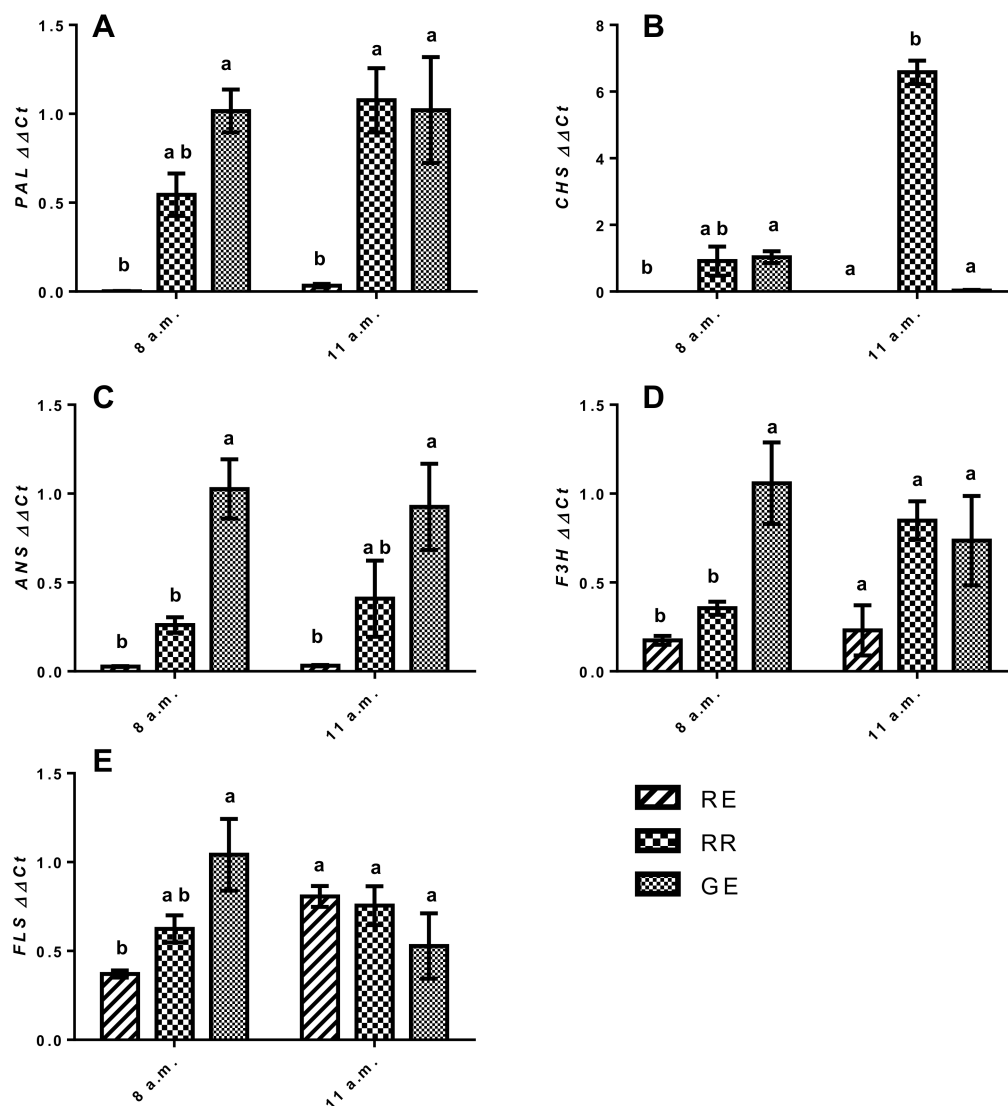 A
PAL ΔΔCt
1.5
1.0
0.5
0.0
b
a b
a
b
a
a
8 a.m.
11 a.m.
B
CHS ΔΔCt
8
6
4
2
0
b
a b
a
a
b
a
8 a.m.
11 a.m.
C
ANS ΔΔCt
1.5
1.0
0.5
0.0
b
b
a
b
a b
a
8 a.m.
11 a.m.
D
F3H ΔΔCt
1.5
1.0
0.5
0.0
b
b
a
a
a
a
8 a.m.
11 a.m.
E
FLS ΔΔCt
1.5
1.0
0.5
0.0
b
a b
a
a
a
a
8 a.m.
11 a.m.
RE
RR
GE